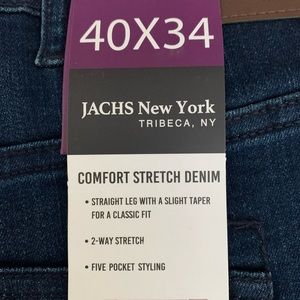 40X34
JACHS New York
TRIBECA, NY
COMFORT STRETCH DENIM
• STRAIGHT LEG WITH A SLIGHT TAPER
FOR A CLASSIC FIT
• 2-WAY STRETCH
• FIVE POCKET STYLING